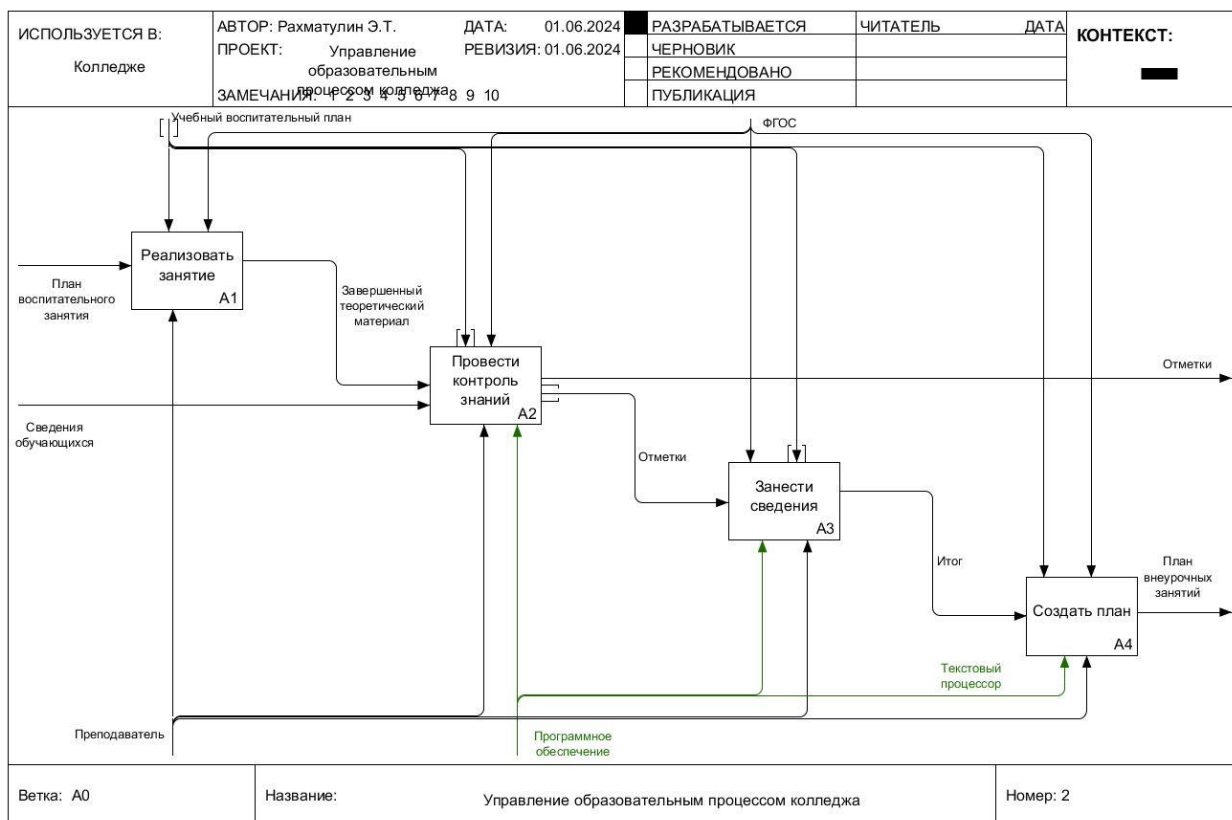 ИСПОЛЬЗУЕТСЯ В:
Колледже
АВТОР: Рахматулин Э.Т.
ДАТА: 01.06.2024
ПРОЕКТ: Управление
образовательным
процессом колледжа
РЕВИЗИЯ: 01.06.2024
ЗАМЕЧАНИЯ: 1 2 3 4 5 6 7 8 9 10
РАЗРАБАТЫВАЕТСЯ
ЧЕРНОВИК
РЕКОМЕНДОВАНО
ПУБЛИКАЦИЯ
ЧИТАТЕЛЬ
ДАТА
КОНТЕКСТ:
Учебный воспитательный план
ФГОС
Реализовать
занятие
A1
План
воспитательного
занятия
Завершенный
теоретический
материал
Провести
контроль
знаний
A2
Отметки
Сведения
обучающихся
Отметки
Занести
сведения
A3
Итог
План
внеурочных
занятий
Создать план
A4
Текстовый
процессор
Преподаватель
Программное
обеспечение
Ветка: A0
Название:
Управление образовательным процессом колледжа
Номер: 2